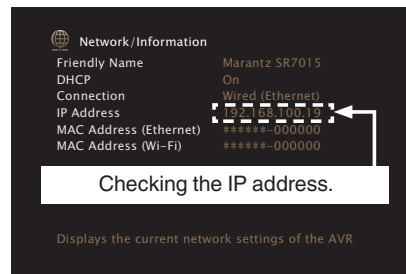 Network/Information
Friendly Name Marantz SR7015
DHCP On
Connection Wired (Ethernet)
IP Address 192.168.100.19
MAC Address (Ethernet) ******-000000
MAC Address (Wi-Fi) ******-000000
Checking the IP address.
Displays the current network settings of the AVR